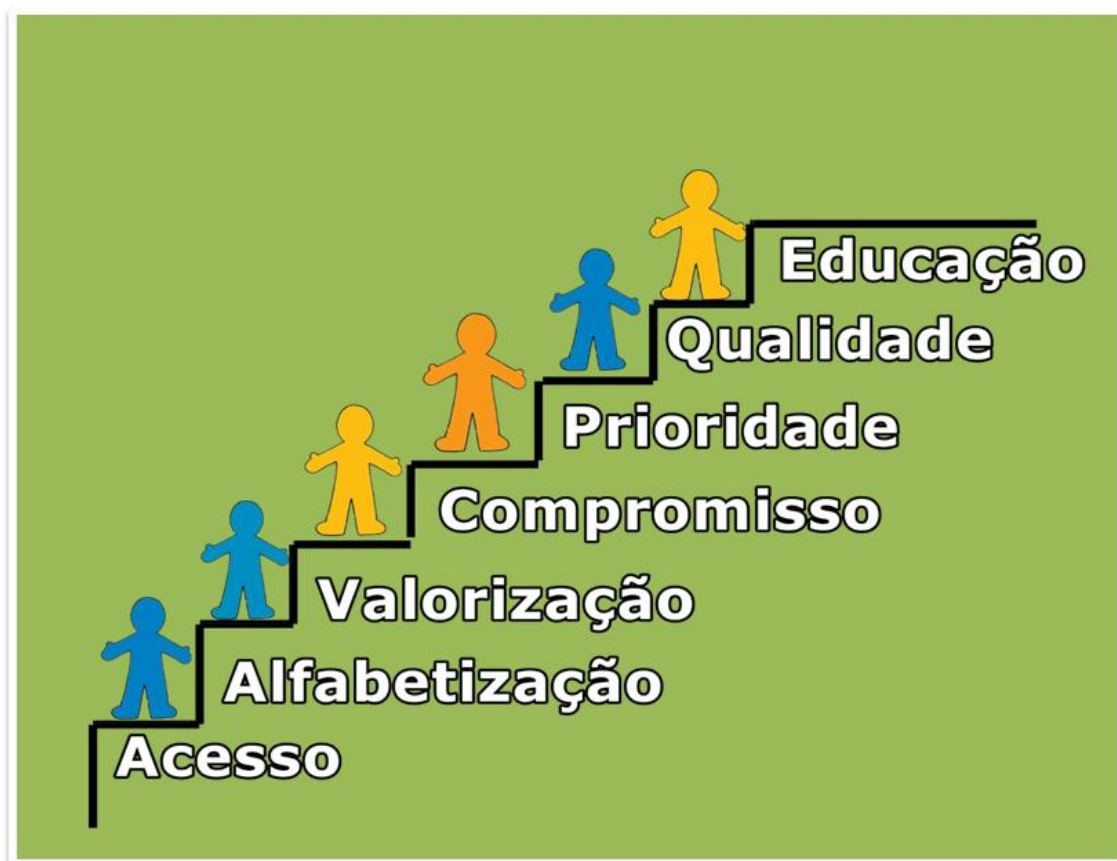 Educação
Qualidade
Prioridade
Compromisso
Valorização
Alfabetização
Acesso